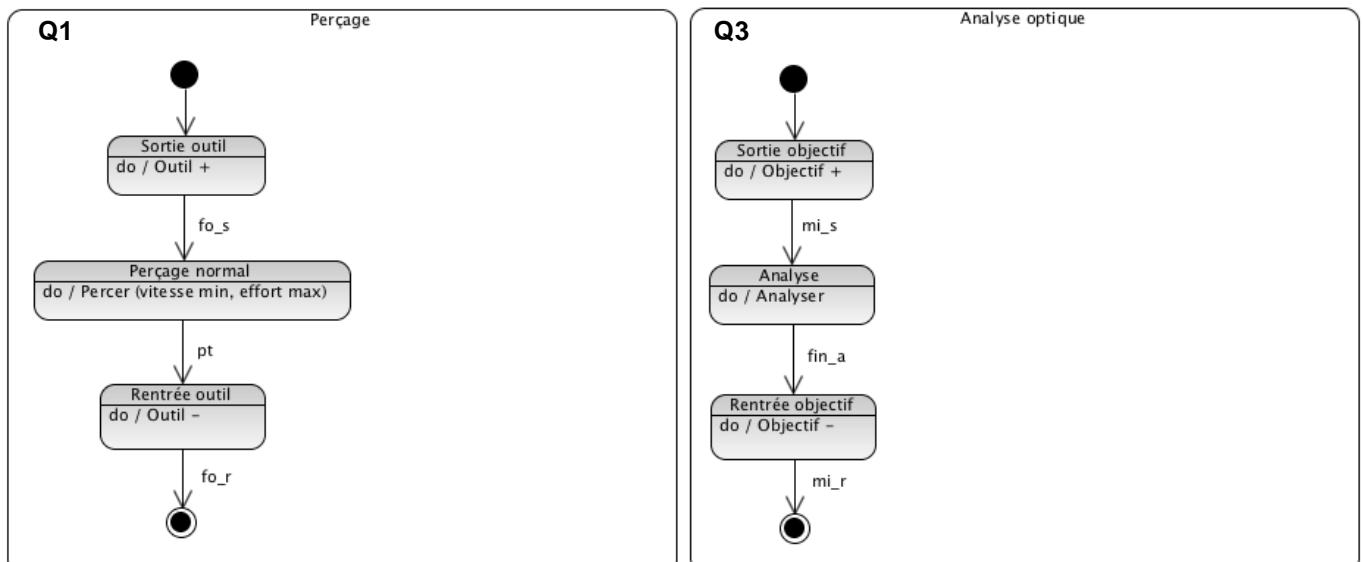 Q1
Perçage
Sortie outil
do / Outil +
fo_s
Perçage normal
do / Percer (vitesse min, effort max)
pt
Rentrée outil
do / Outil -
fo_r
Q3
Analyse optique
Sortie objectif
do / Objectif +
mi_s
Analyse
do / Analyser
fin_a
Rentrée objectif
do / Objectif -
mi_r